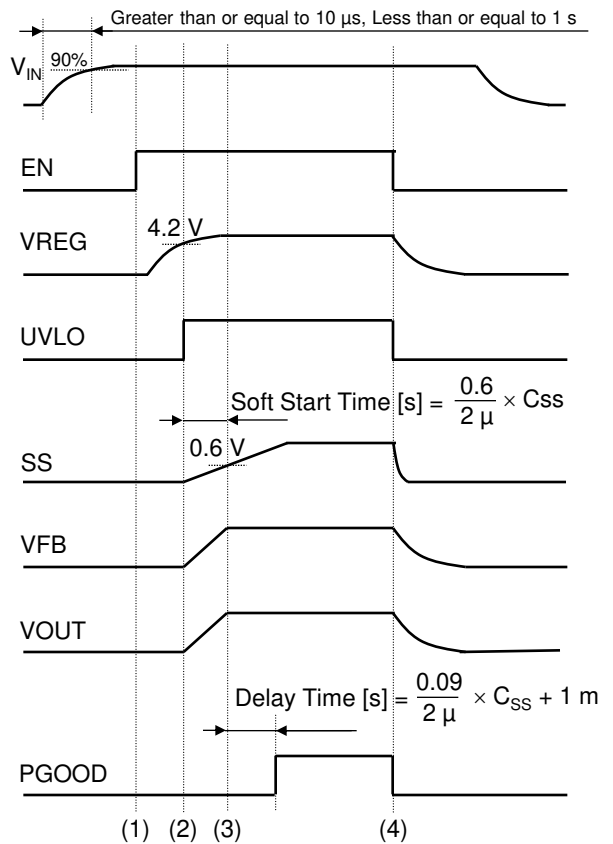 Greater than or equal to 10 µs, Less than or equal to 1 s
VIN
90%
EN
VREG
4.2 V
UVLO
Soft Start Time [s] = 0.6 / 2 µ × Css
SS
0.6 V
VFB
VOUT
Delay Time [s] = 0.09 / 2 µ × CSS + 1 m
PGOOD
(1) (2) (3) (4)